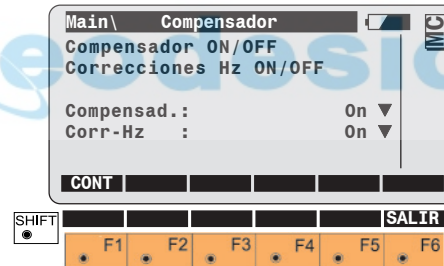 Main\ Compensador
MC
Compensador ON/OFF
Correcciones Hz ON/OFF
Compensad.: On ▼
Corr-Hz : On ▼
CONT
SHIFT
SALIR
F1 F2 F3 F4 F5 F6